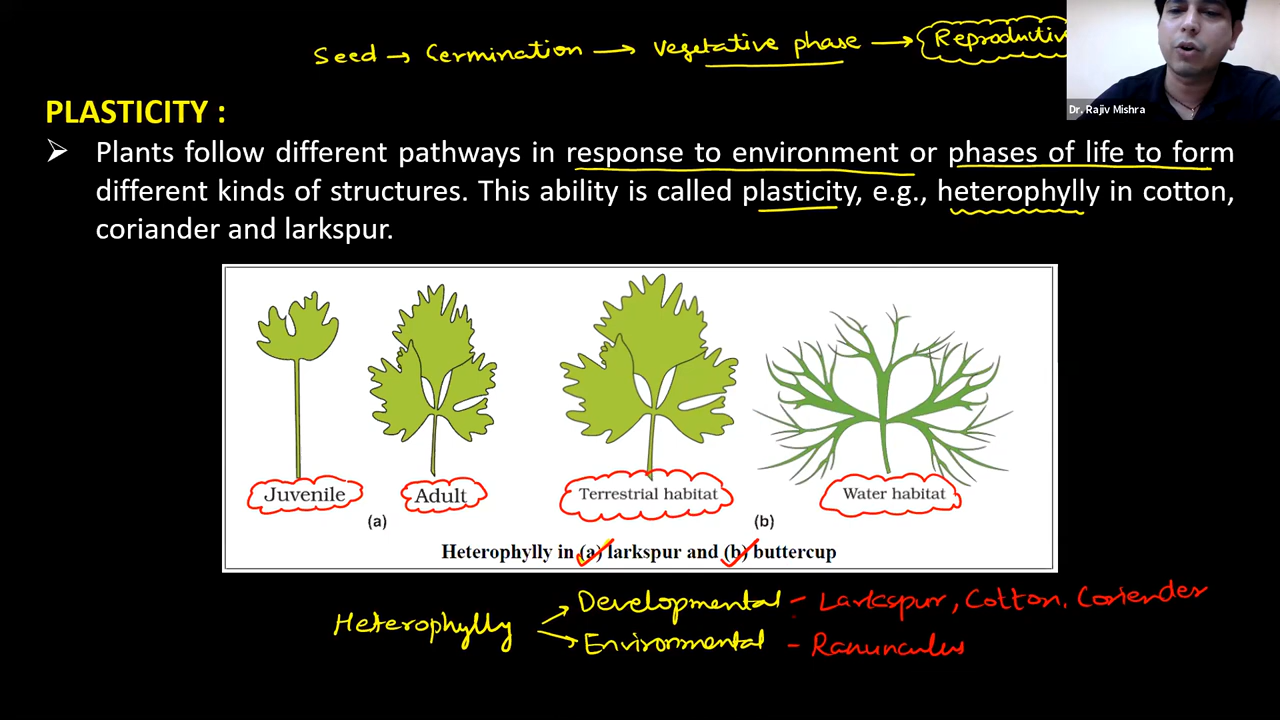 Seed → Germination → Vegetative phase → Reproductiv
Dr. Rajiv Mishra
PLASTICITY :
➢ Plants follow different pathways in response to environment or phases of life to form
different kinds of structures. This ability is called plasticity, e.g., heterophylly in cotton,
coriander and larkspur.
Juvenile Adult Terrestrial habitat Water habitat
(a) (b)
Heterophylly in (a) larkspur and (b) buttercup
Developmental - Larkspur, Cotton. Coriender
Heterophylly
Environmental - Ranunculus